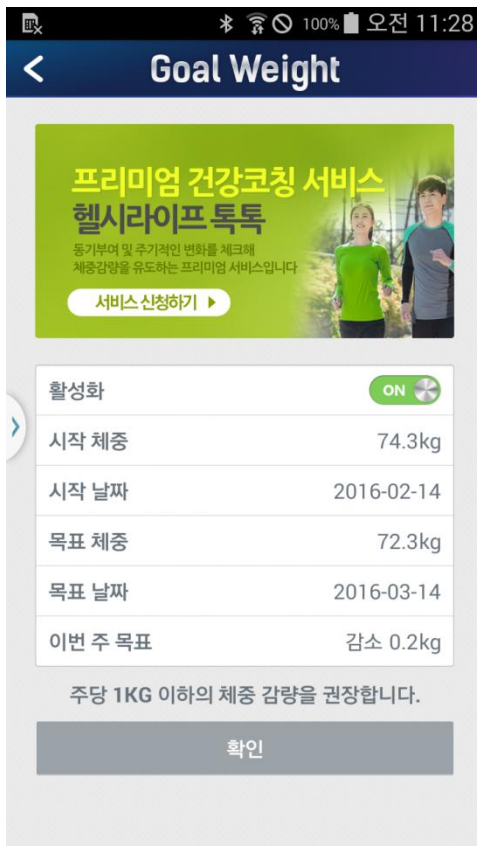 100% 오전 11:28
Goal Weight
프리미엄 건강코칭 서비스
헬시라이프 톡톡
동기부여 및 주기적인 변화를 체크해
체중감량을 유도하는 프리미엄 서비스입니다
서비스 신청하기
활성화 ON
시작 체중 74.3kg
시작 날짜 2016-02-14
목표 체중 72.3kg
목표 날짜 2016-03-14
이번 주 목표 감소 0.2kg
주당 1KG 이하의 체중 감량을 권장합니다.
확인